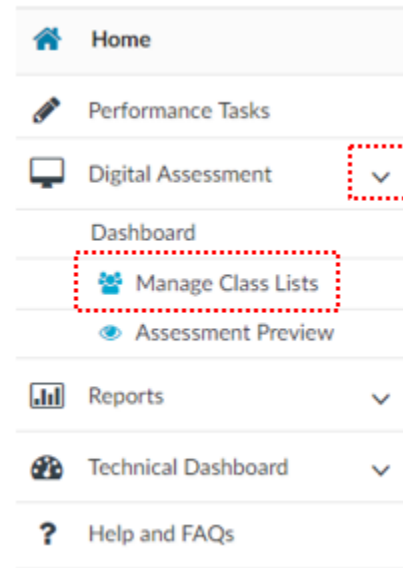 Home
Performance Tasks
Digital Assessment
Dashboard
Manage Class Lists
Assessment Preview
Reports
Technical Dashboard
? Help and FAQs